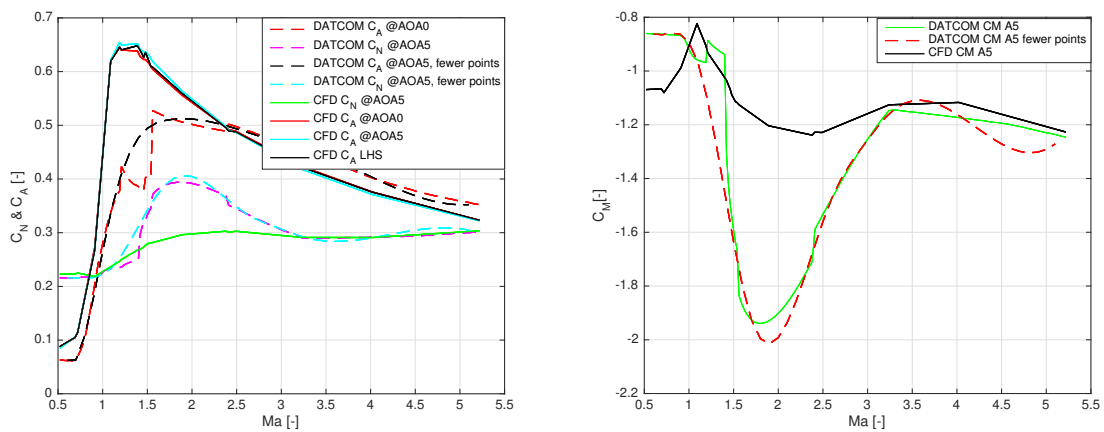 0.7
0.6
0.5
0.4
0.3
0.2
0.1
0
C_N & C_A [-]
DATCOM C_A @AOA0
DATCOM C_N @AOA5
DATCOM C_A @AOA5, fewer points
DATCOM C_N @AOA5, fewer points
CFD C_N @AOA5
CFD C_A @AOA0
CFD C_A @AOA5
CFD C_A LHS
0.5 1 1.5 2 2.5 3 3.5 4 4.5 5 5.5
Ma [-]
-0.8
-1
-1.2
-1.4
-1.6
-1.8
-2
-2.2
C_M[-]
DATCOM CM A5
DATCOM CM A5 fewer points
CFD CM A5
0.5 1 1.5 2 2.5 3 3.5 4 4.5 5 5.5
Ma [-]